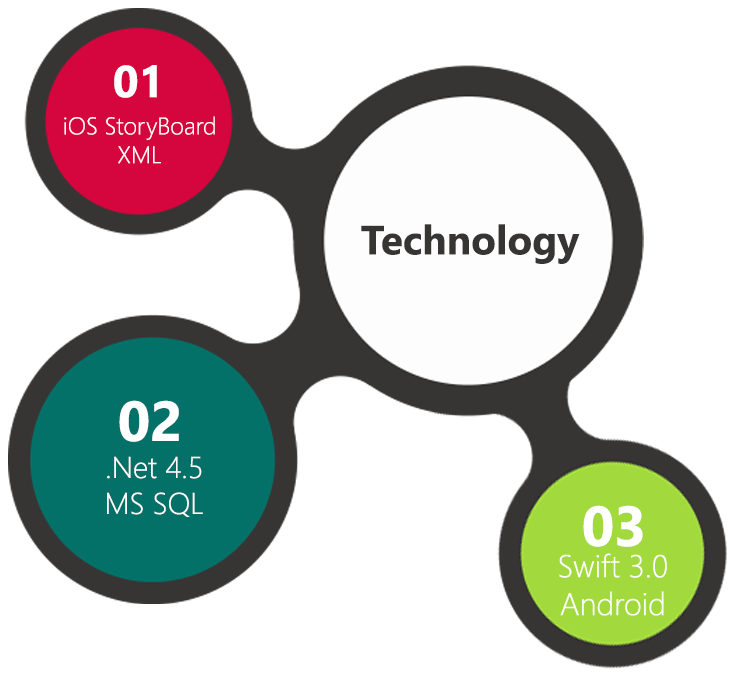 01
iOS StoryBoard
XML
Technology
02
.Net 4.5
MS SQL
03
Swift 3.0
Android